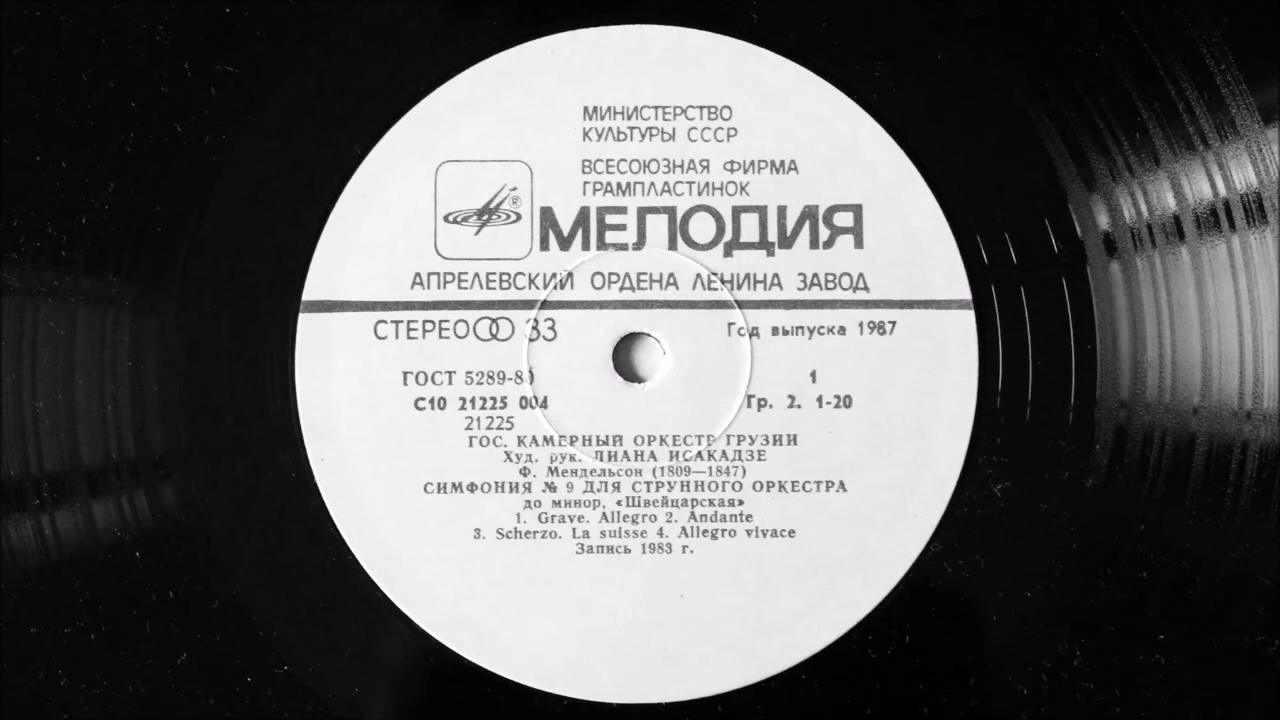 МИНИСТЕРСТВО
КУЛЬТУРЫ СССР
ВСЕСОЮЗНАЯ ФИРМА
ГРАМПЛАСТИНОК
®
МЕЛОДИЯ
АПРЕЛЕВСКИЙ ОРДЕНА ЛЕНИНА ЗАВОД
СТЕРЕО 33 Год выпуска 1987
ГОСТ 5289-80 1
С10 21225 004 Гр. 2. 1-20
21225
ГОС. КАМЕРНЫЙ ОРКЕСТР ГРУЗИИ
Худ. рук. ЛИАНА ИСАКАДЗЕ
Ф. Мендельсон (1809—1847)
СИМФОНИЯ № 9 ДЛЯ СТРУННОГО ОРКЕСТРА
до минор, «Швейцарская»
1. Grave. Allegro 2. Andante
3. Scherzo. La suisse 4. Allegro vivace
Запись 1983 г.